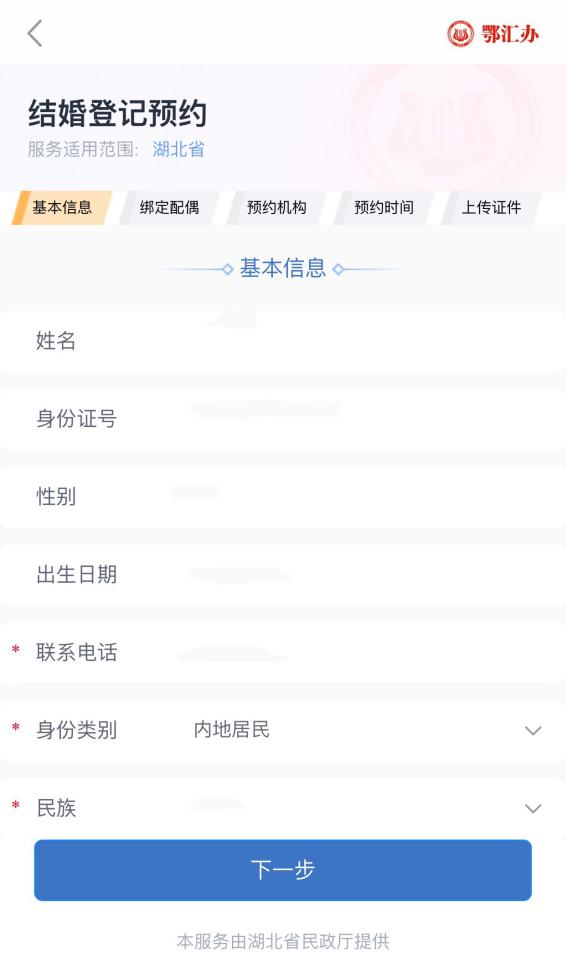 鄂汇办
结婚登记预约
服务适用范围: 湖北省
基本信息 绑定配偶 预约机构 预约时间 上传证件
基本信息
姓名
身份证号
性别
出生日期
* 联系电话
* 身份类别 内地居民
* 民族
下一步
本服务由湖北省民政厅提供